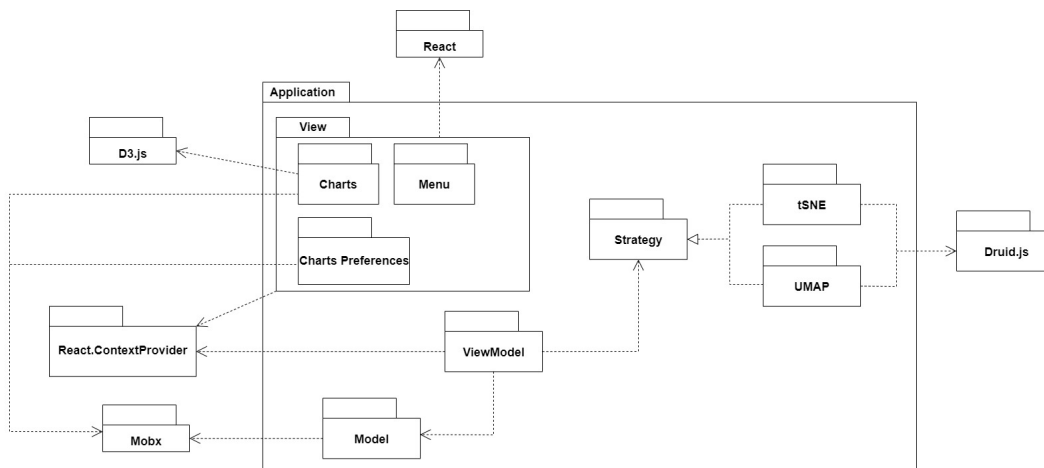 React
Application
View
D3.js
Charts
Menu
tSNE
Strategy
Druid.js
Charts Preferences
UMAP
React.ContextProvider
ViewModel
Mobx
Model